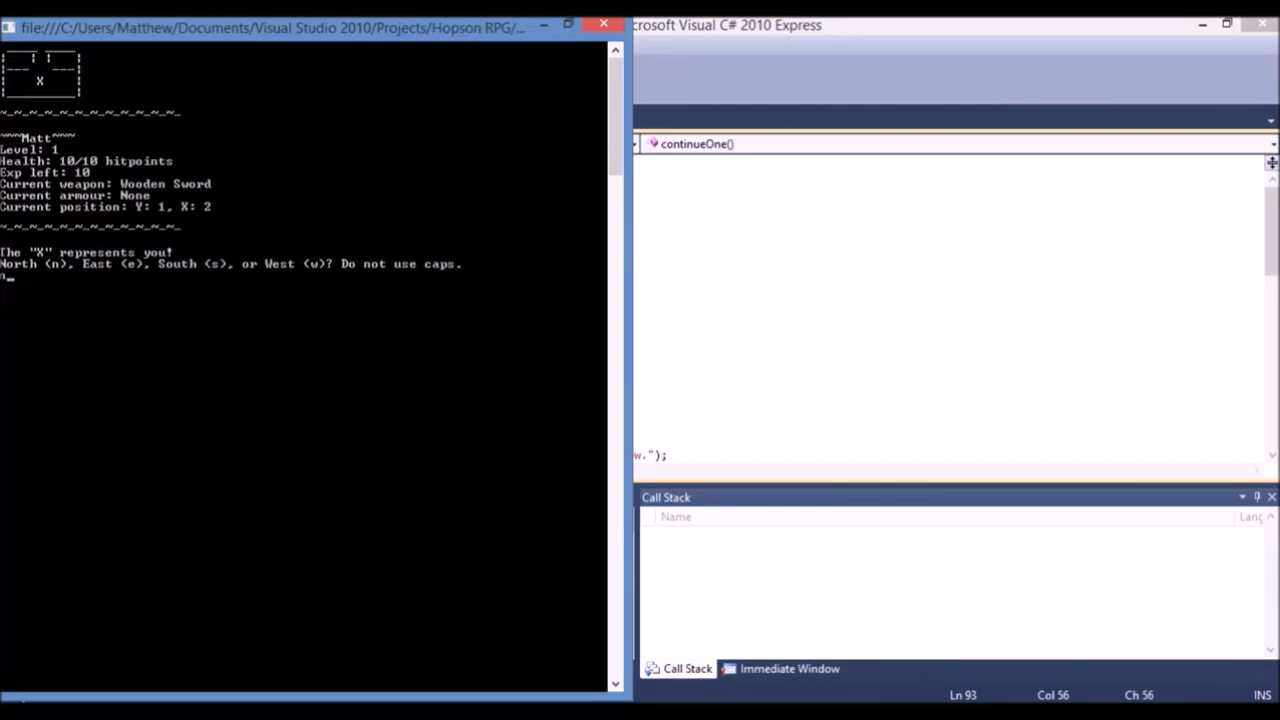 file:///C:/Users/Matthew/Documents/Visual Studio 2010/Projects/Hopson RPG/...
crosoft Visual C# 2010 Express
X
~_~_~_~_~_~_~_~_~_~_~_~_
~~~Matt~~~
Level: 1
Health: 10/10 hitpoints
Exp left: 10
Current weapon: Wooden Sword
Current armour: None
Current position: Y: 1, X: 2
~_~_~_~_~_~_~_~_~_~_~_~_
The "X" represents you!
North (n), East (e), South (s), or West (w)? Do not use caps.
n_
continueOne()
w.");
Call Stack
Name
Lang
Call Stack
Immediate Window
Ln 93
Col 56
Ch 56
INS